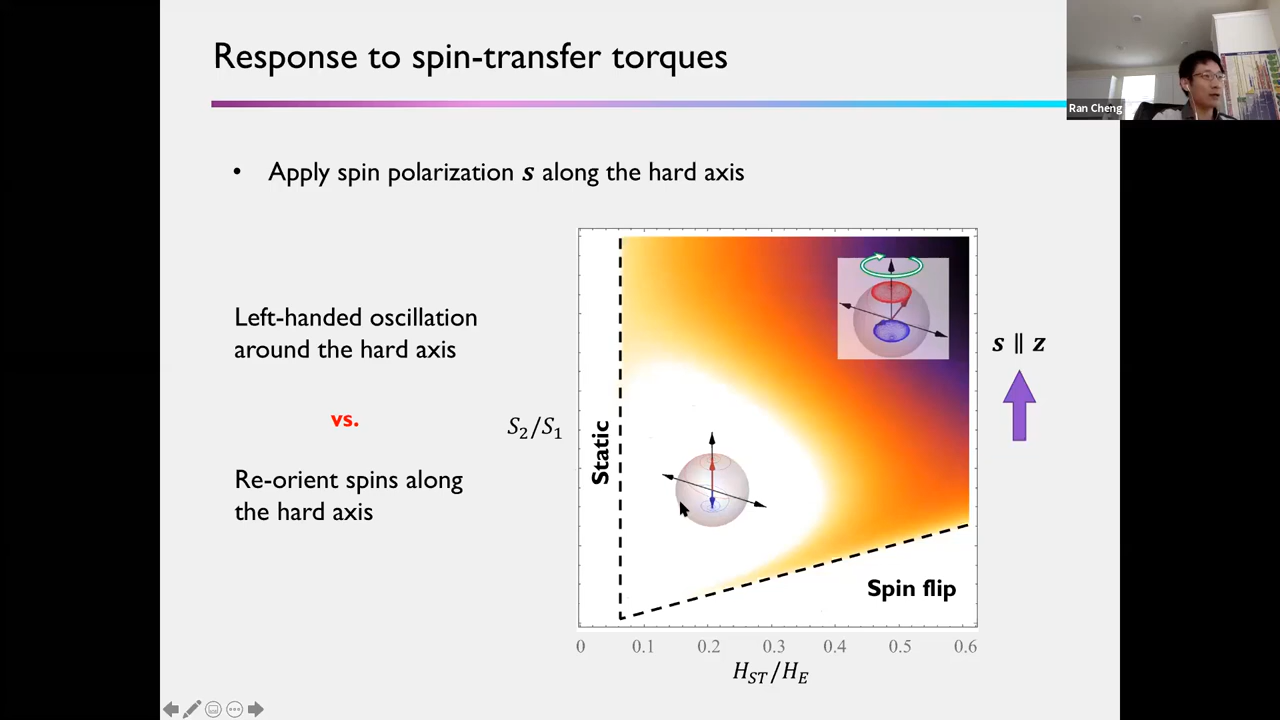 Response to spin-transfer torques
Ran Cheng
• Apply spin polarization s along the hard axis
Left-handed oscillation
around the hard axis
vs.
Re-orient spins along
the hard axis
S₂/S₁
Static
Spin flip
s ∥ z
0 0.1 0.2 0.3 0.4 0.5 0.6
H_ST/H_E